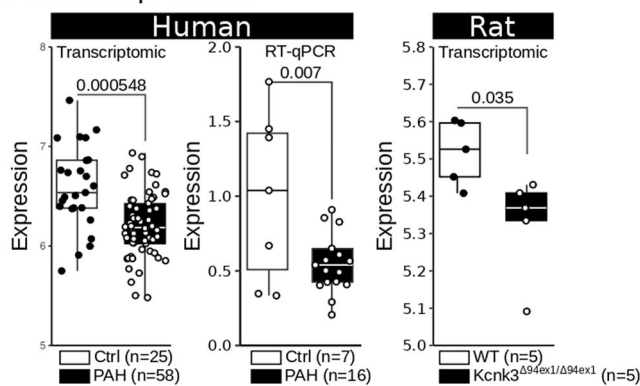 Human
Rat
Transcriptomic
RT-qPCR
Transcriptomic
0.000548
0.007
0.035
Expression
8
7
6
5
Expression
2.0
1.5
1.0
0.5
0.0
Expression
5.8
5.7
5.6
5.5
5.4
5.3
5.2
5.1
5.0
Ctrl (n=25)
PAH (n=58)
Ctrl (n=7)
PAH (n=16)
WT (n=5)
Kcnk3Δ94ex1/Δ94ex1 (n=5)